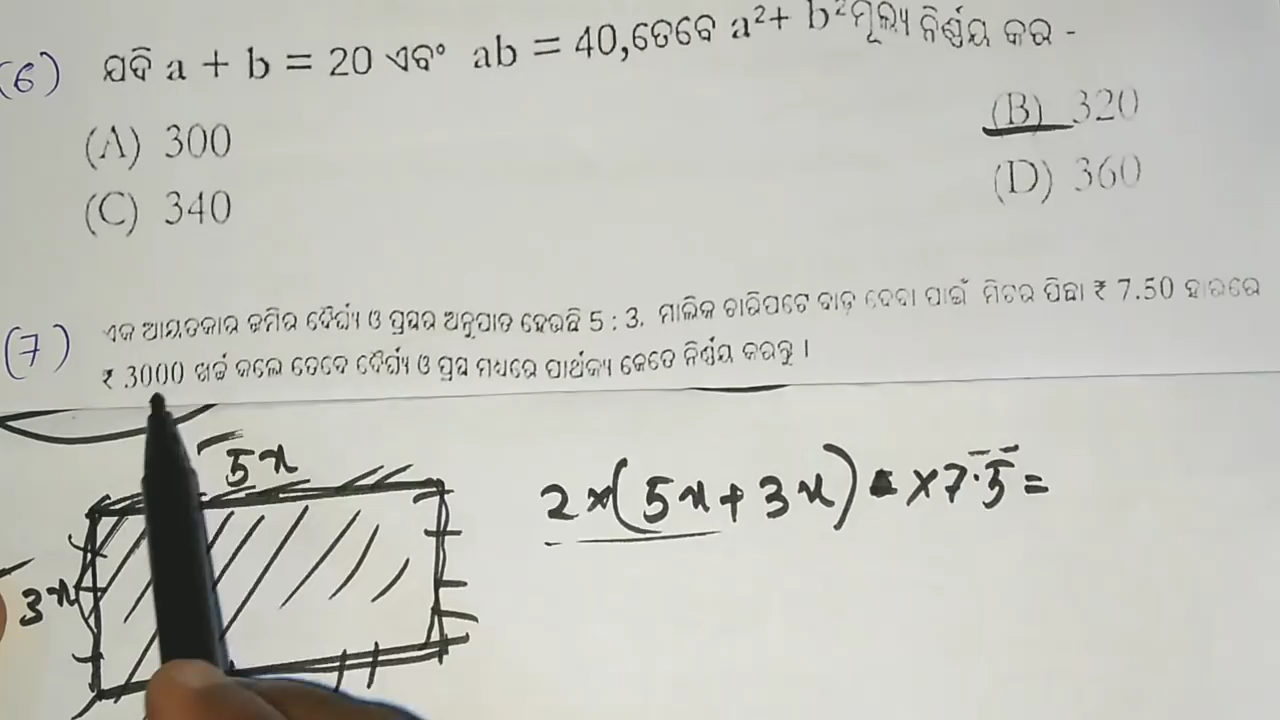 (6) ଯଦି a + b = 20 ଏବଂ ab = 40, ତେବେ a²+ b² ମୂଲ୍ୟ ନିର୍ଣ୍ଣୟ କର -
(A) 300 (B) 320
(C) 340 (D) 360
(7) ଏକ ଆୟତକାର ଜମିର ଦୈର୍ଘ୍ୟ ଓ ପ୍ରସ୍ଥର ଅନୁପାତ ହେଉଛି 5 : 3. ମାଲିକ ଚାରିପଟେ ବାଡ଼ ଦେବା ପାଇଁ ମିଟର ପିଛା ₹ 7.50 ହାରରେ
₹ 3000 ଖର୍ଚ୍ଚ କଲେ ତେବେ ଦୈର୍ଘ୍ୟ ଓ ପ୍ରସ୍ଥ ମଧ୍ୟରେ ପାର୍ଥକ୍ୟ କେତେ ନିର୍ଣ୍ଣୟ କରନ୍ତୁ ।
5x
2×(5x+3x) ×7.5=
3x